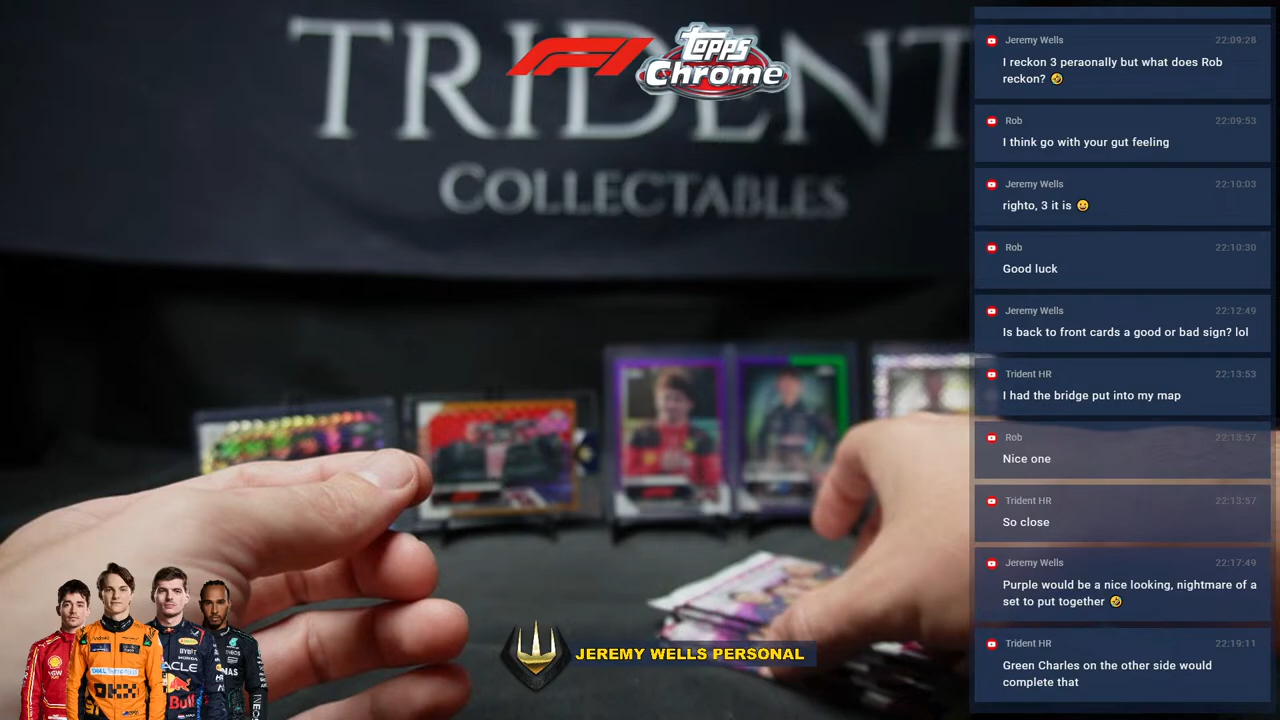 TRIDENT
COLLECTABLES
F1
Topps
Chrome
JEREMY WELLS PERSONAL
Jeremy Wells 22:09:28
I reckon 3 peraonally but what does Rob
reckon? 🤣
Rob 22:09:53
I think go with your gut feeling
Jeremy Wells 22:10:03
righto, 3 it is 😀
Rob 22:10:30
Good luck
Jeremy Wells 22:12:49
Is back to front cards a good or bad sign? lol
Trident HR 22:13:53
I had the bridge put into my map
Rob 22:13:57
Nice one
Trident HR 22:13:57
So close
Jeremy Wells 22:17:49
Purple would be a nice looking, nightmare of a
set to put together 🤣
Trident HR 22:19:11
Green Charles on the other side would
complete that